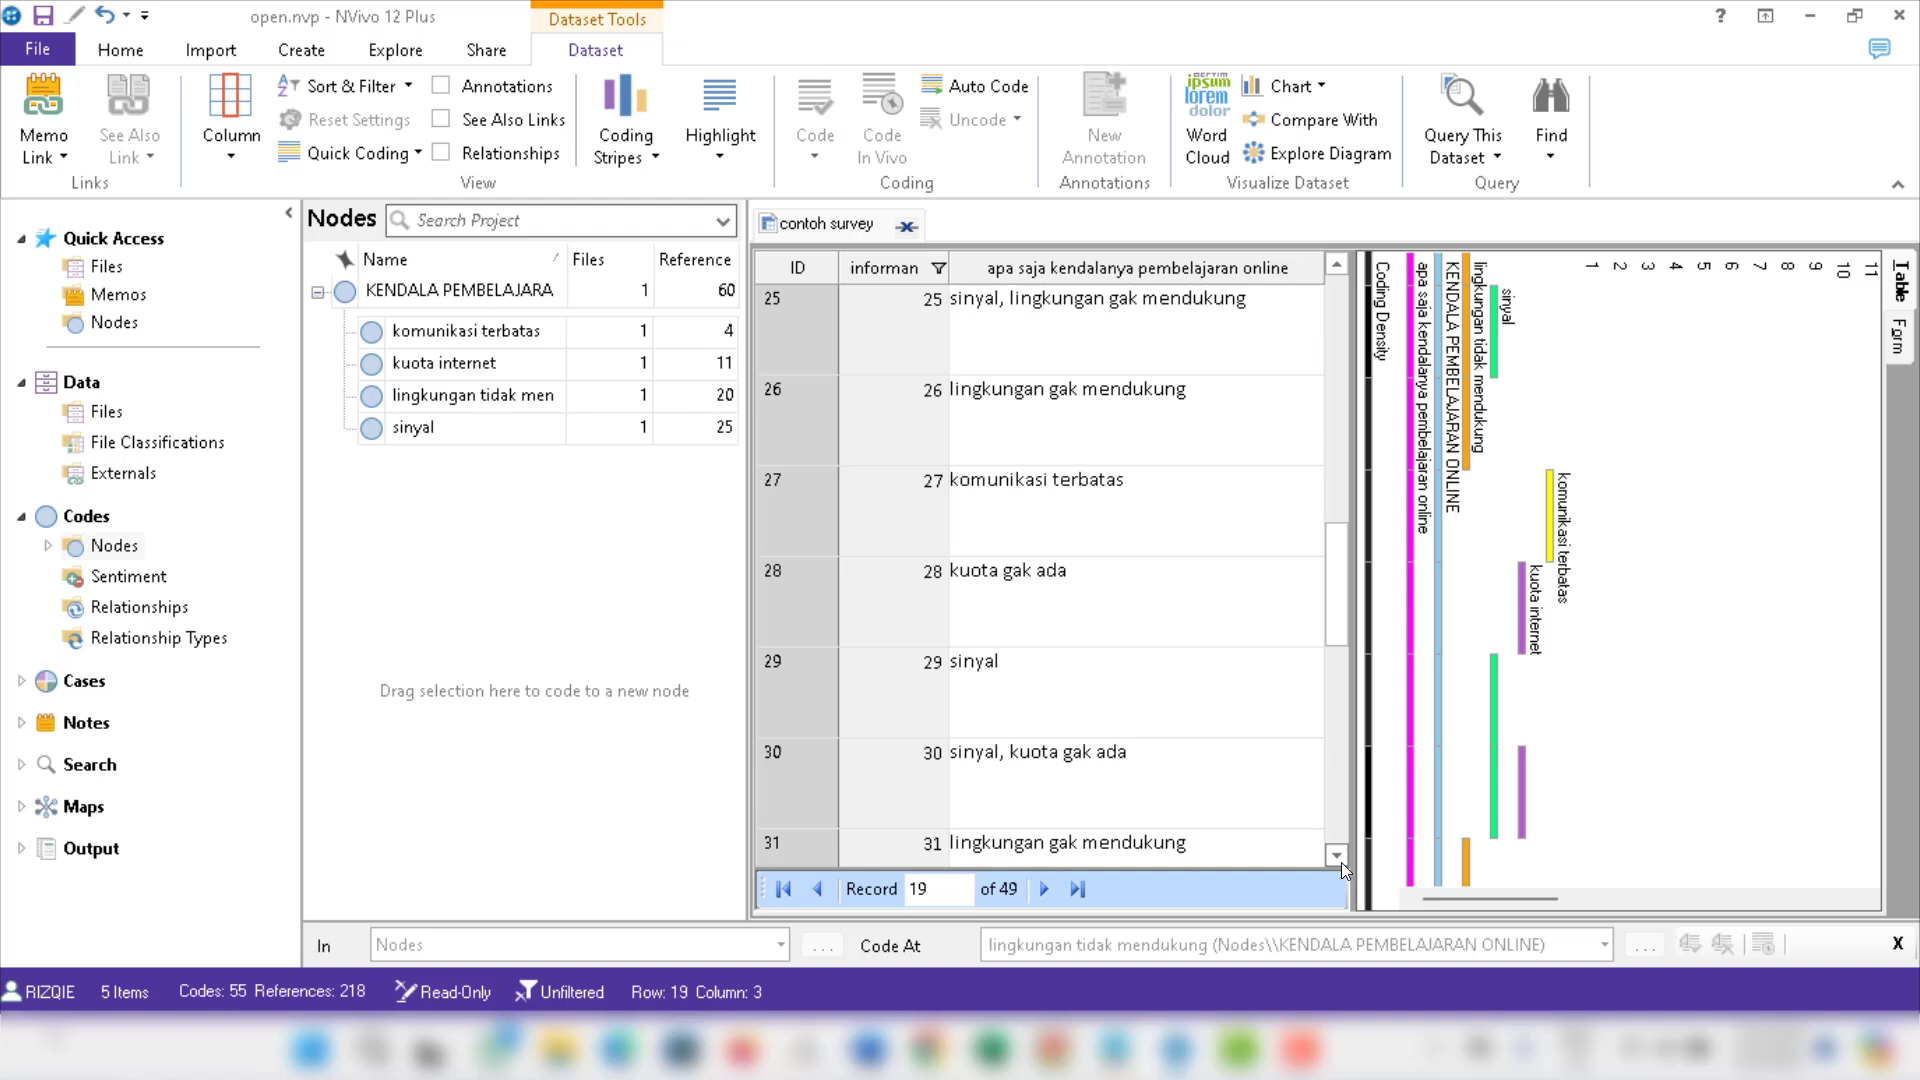 open.nvp - NVivo 12 Plus
Dataset Tools
?
File
Home
Import
Create
Explore
Share
Dataset
Memo Link
See Also Link
Links
Column
Sort & Filter
Reset Settings
Quick Coding
Annotations
See Also Links
Relationships
View
Coding Stripes
Highlight
Code
Code In Vivo
Auto Code
Uncode
Coding
New Annotation
Annotations
Word Cloud
Chart
Compare With
Explore Diagram
Visualize Dataset
Query This Dataset
Find
Query
Quick Access
Files
Memos
Nodes
Data
Files
File Classifications
Externals
Codes
Nodes
Sentiment
Relationships
Relationship Types
Cases
Notes
Search
Maps
Output
Nodes
Search Project
Name Files Reference
KENDALA PEMBELAJARA 1 60
komunikasi terbatas 1 4
kuota internet 1 11
lingkungan tidak men 1 20
sinyal 1 25
Drag selection here to code to a new node
contoh survey
ID informan apa saja kendalanya pembelajaran online
25 25 sinyal, lingkungan gak mendukung
26 26 lingkungan gak mendukung
27 27 komunikasi terbatas
28 28 kuota gak ada
29 29 sinyal
30 30 sinyal, kuota gak ada
31 31 lingkungan gak mendukung
Record 19 of 49
Coding Density
apa saja kendalanya pembelajaran online
KENDALA PEMBELAJARAN ONLINE
lingkungan tidak mendukung
sinyal
kuota internet
komunikasi terbatas
1 2 3 4 5 6 7 8 9 10 11
Table
Form
In Nodes ... Code At lingkungan tidak mendukung (Nodes\\KENDALA PEMBELAJARAN ONLINE) ... X
RIZQIE 5 Items Codes: 55 References: 218 Read-Only Unfiltered Row: 19 Column: 3